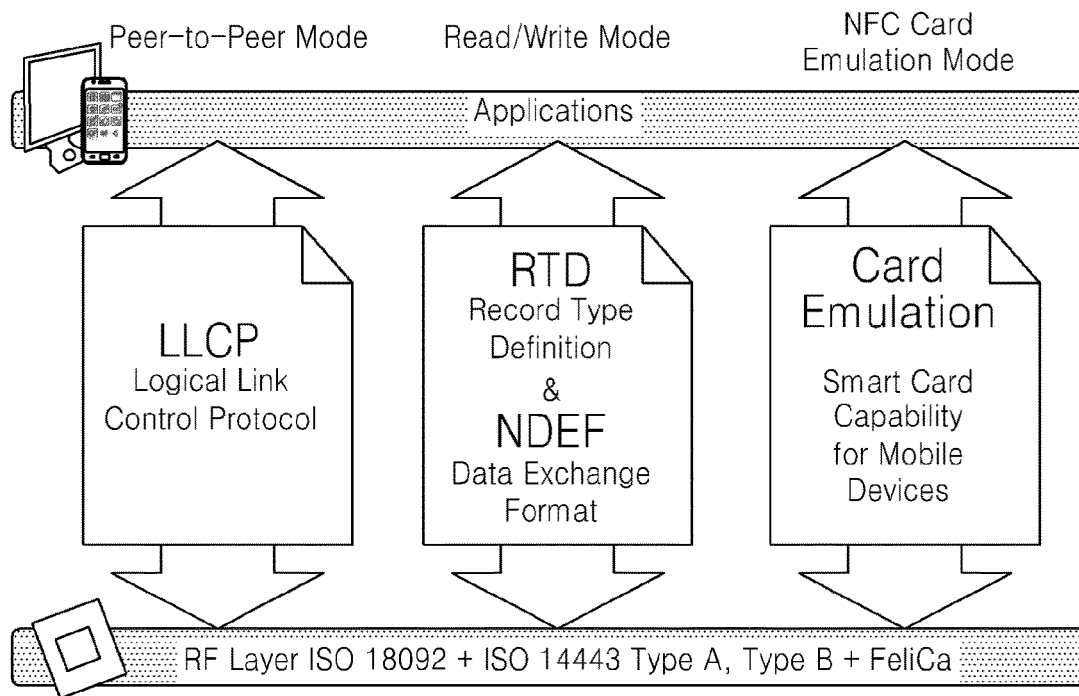 Peer-to-Peer Mode
Read/Write Mode
NFC Card
Emulation Mode
Applications
LLCP
Logical Link
Control Protocol
RTD
Record Type
Definition
&
NDEF
Data Exchange
Format
Card
Emulation
Smart Card
Capability
for Mobile
Devices
RF Layer ISO 18092 + ISO 14443 Type A, Type B + FeliCa